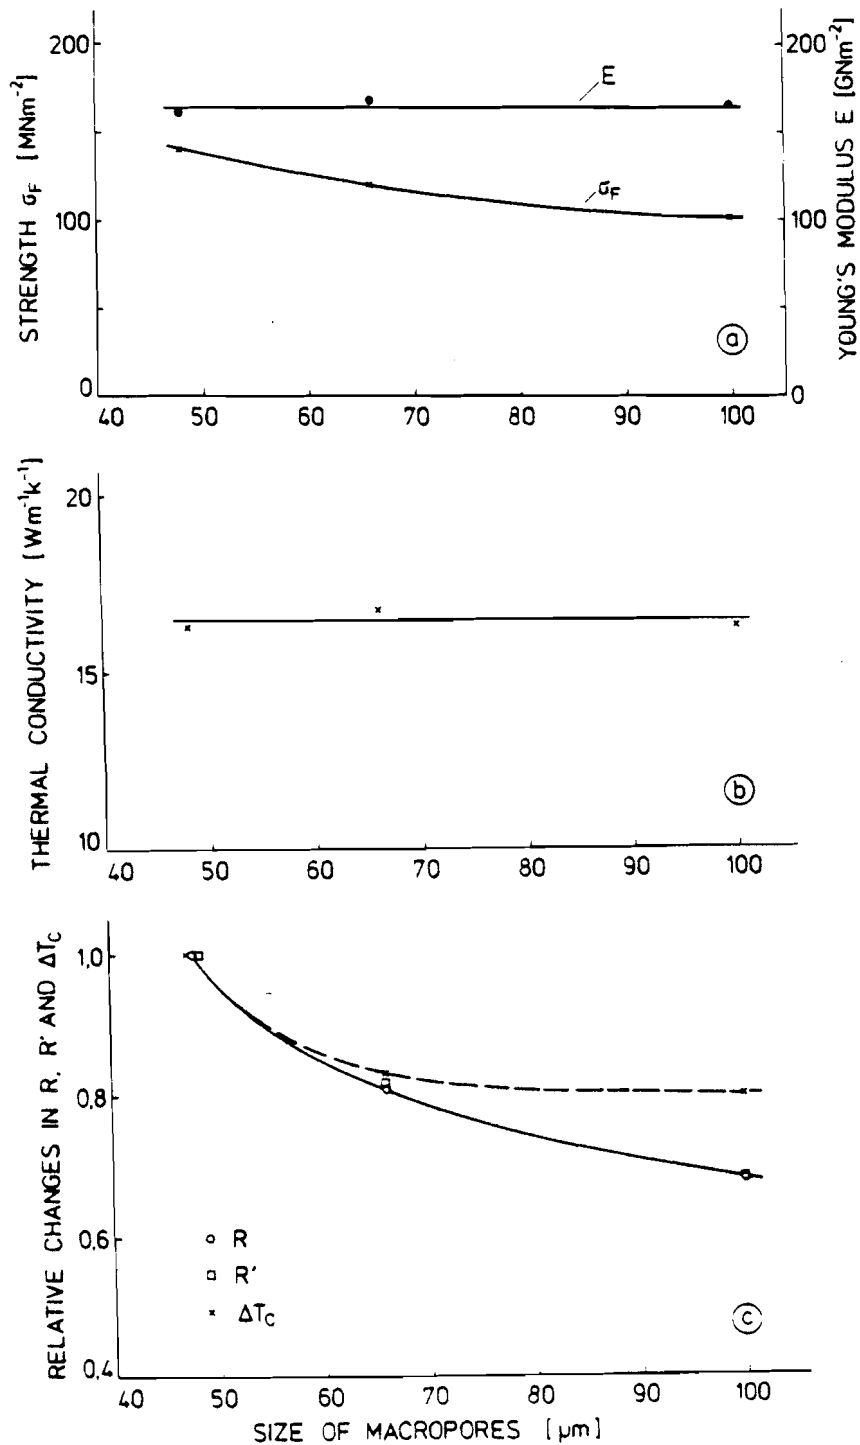 STRENGTH σF [MNm⁻²]
200
100
0
E
σF
ⓐ
200
100
0
YOUNG'S MODULUS E [GNm⁻²]
40 50 60 70 80 90 100
THERMAL CONDUCTIVITY [Wm⁻¹k⁻¹]
20
15
10
ⓑ
40 50 60 70 80 90 100
RELATIVE CHANGES IN R, R' AND ΔTC
1,0
0,8
0,6
0,4
R
R'
ΔTC
ⓒ
40 50 60 70 80 90 100
SIZE OF MACROPORES [μm]